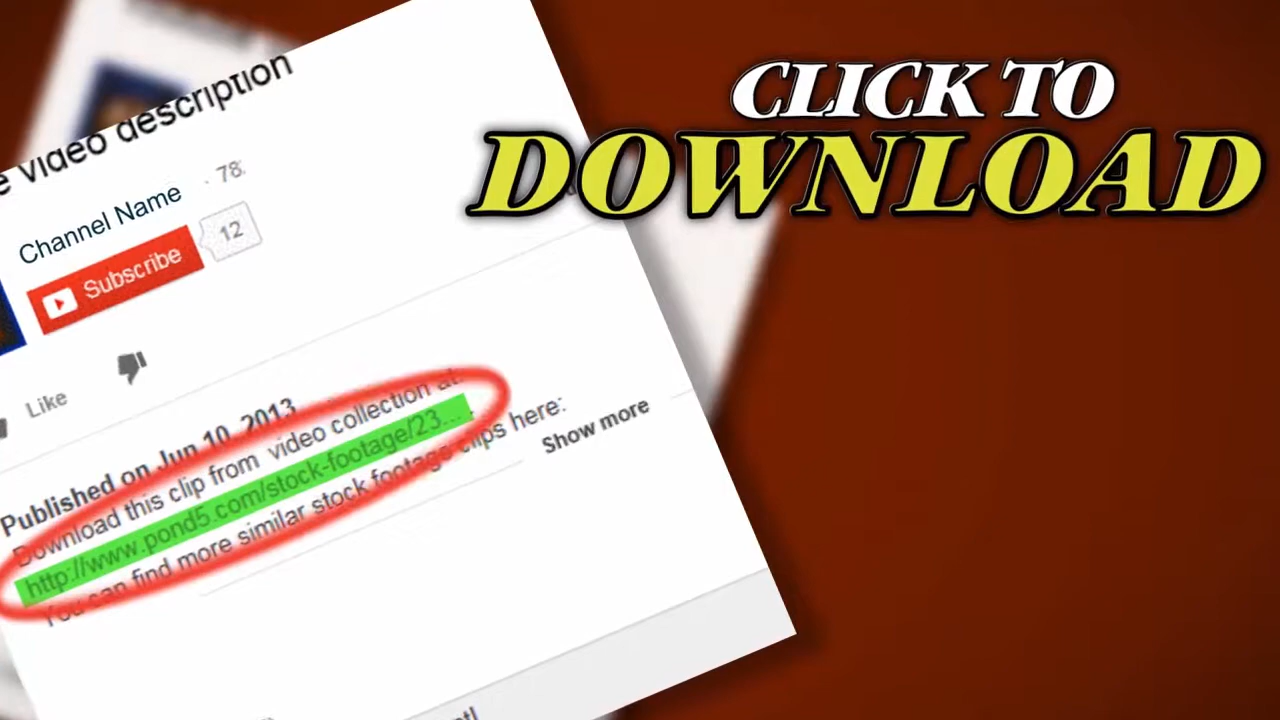 CLICK TO
DOWNLOAD
video description
Channel Name
78
Subscribe
12
Like
Published on Jun 10, 2013
Download this clip from video collection at
http://www.pond5.com/stock-footage/23...
You can find more similar stock footage clips here:
Show more